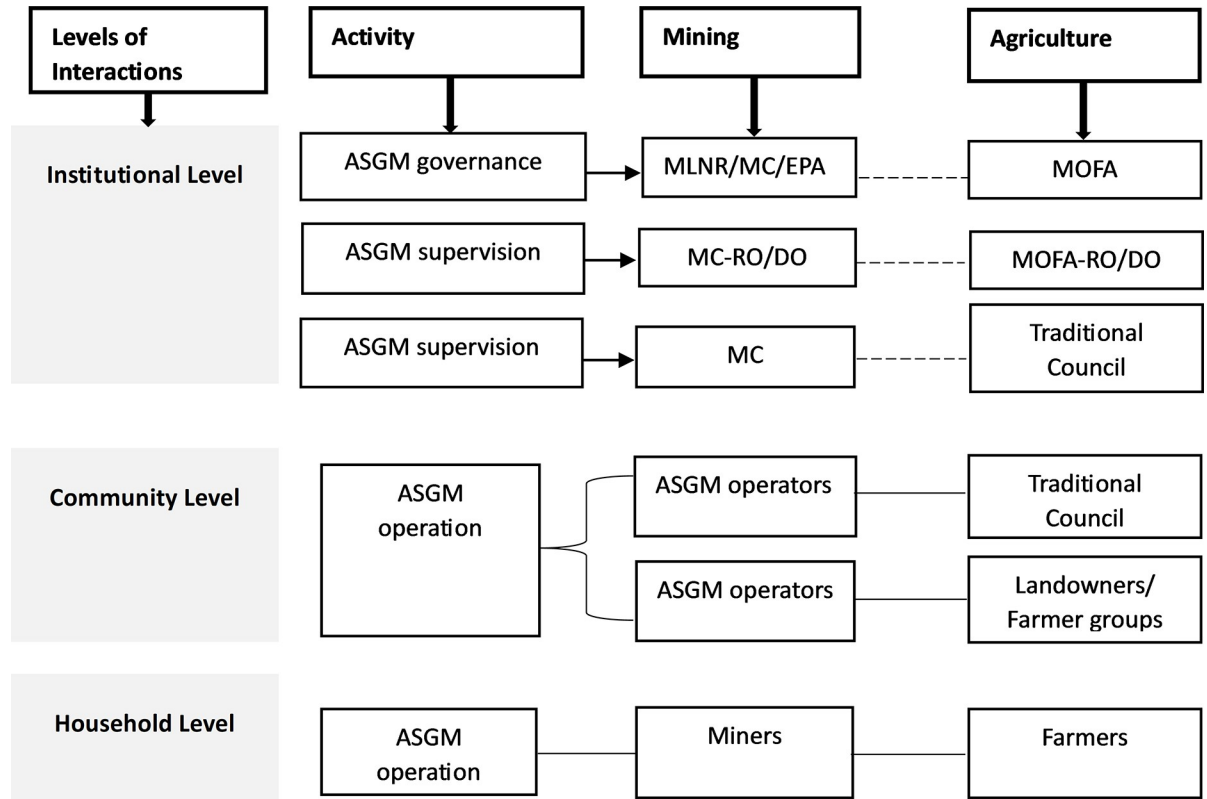 Levels of
Interactions
Activity
Mining
Agriculture
Institutional Level
ASGM governance
MLNR/MC/EPA
MOFA
ASGM supervision
MC-RO/DO
MOFA-RO/DO
ASGM supervision
MC
Traditional
Council
Community Level
ASGM
operation
ASGM operators
Traditional
Council
ASGM operators
Landowners/
Farmer groups
Household Level
ASGM
operation
Miners
Farmers